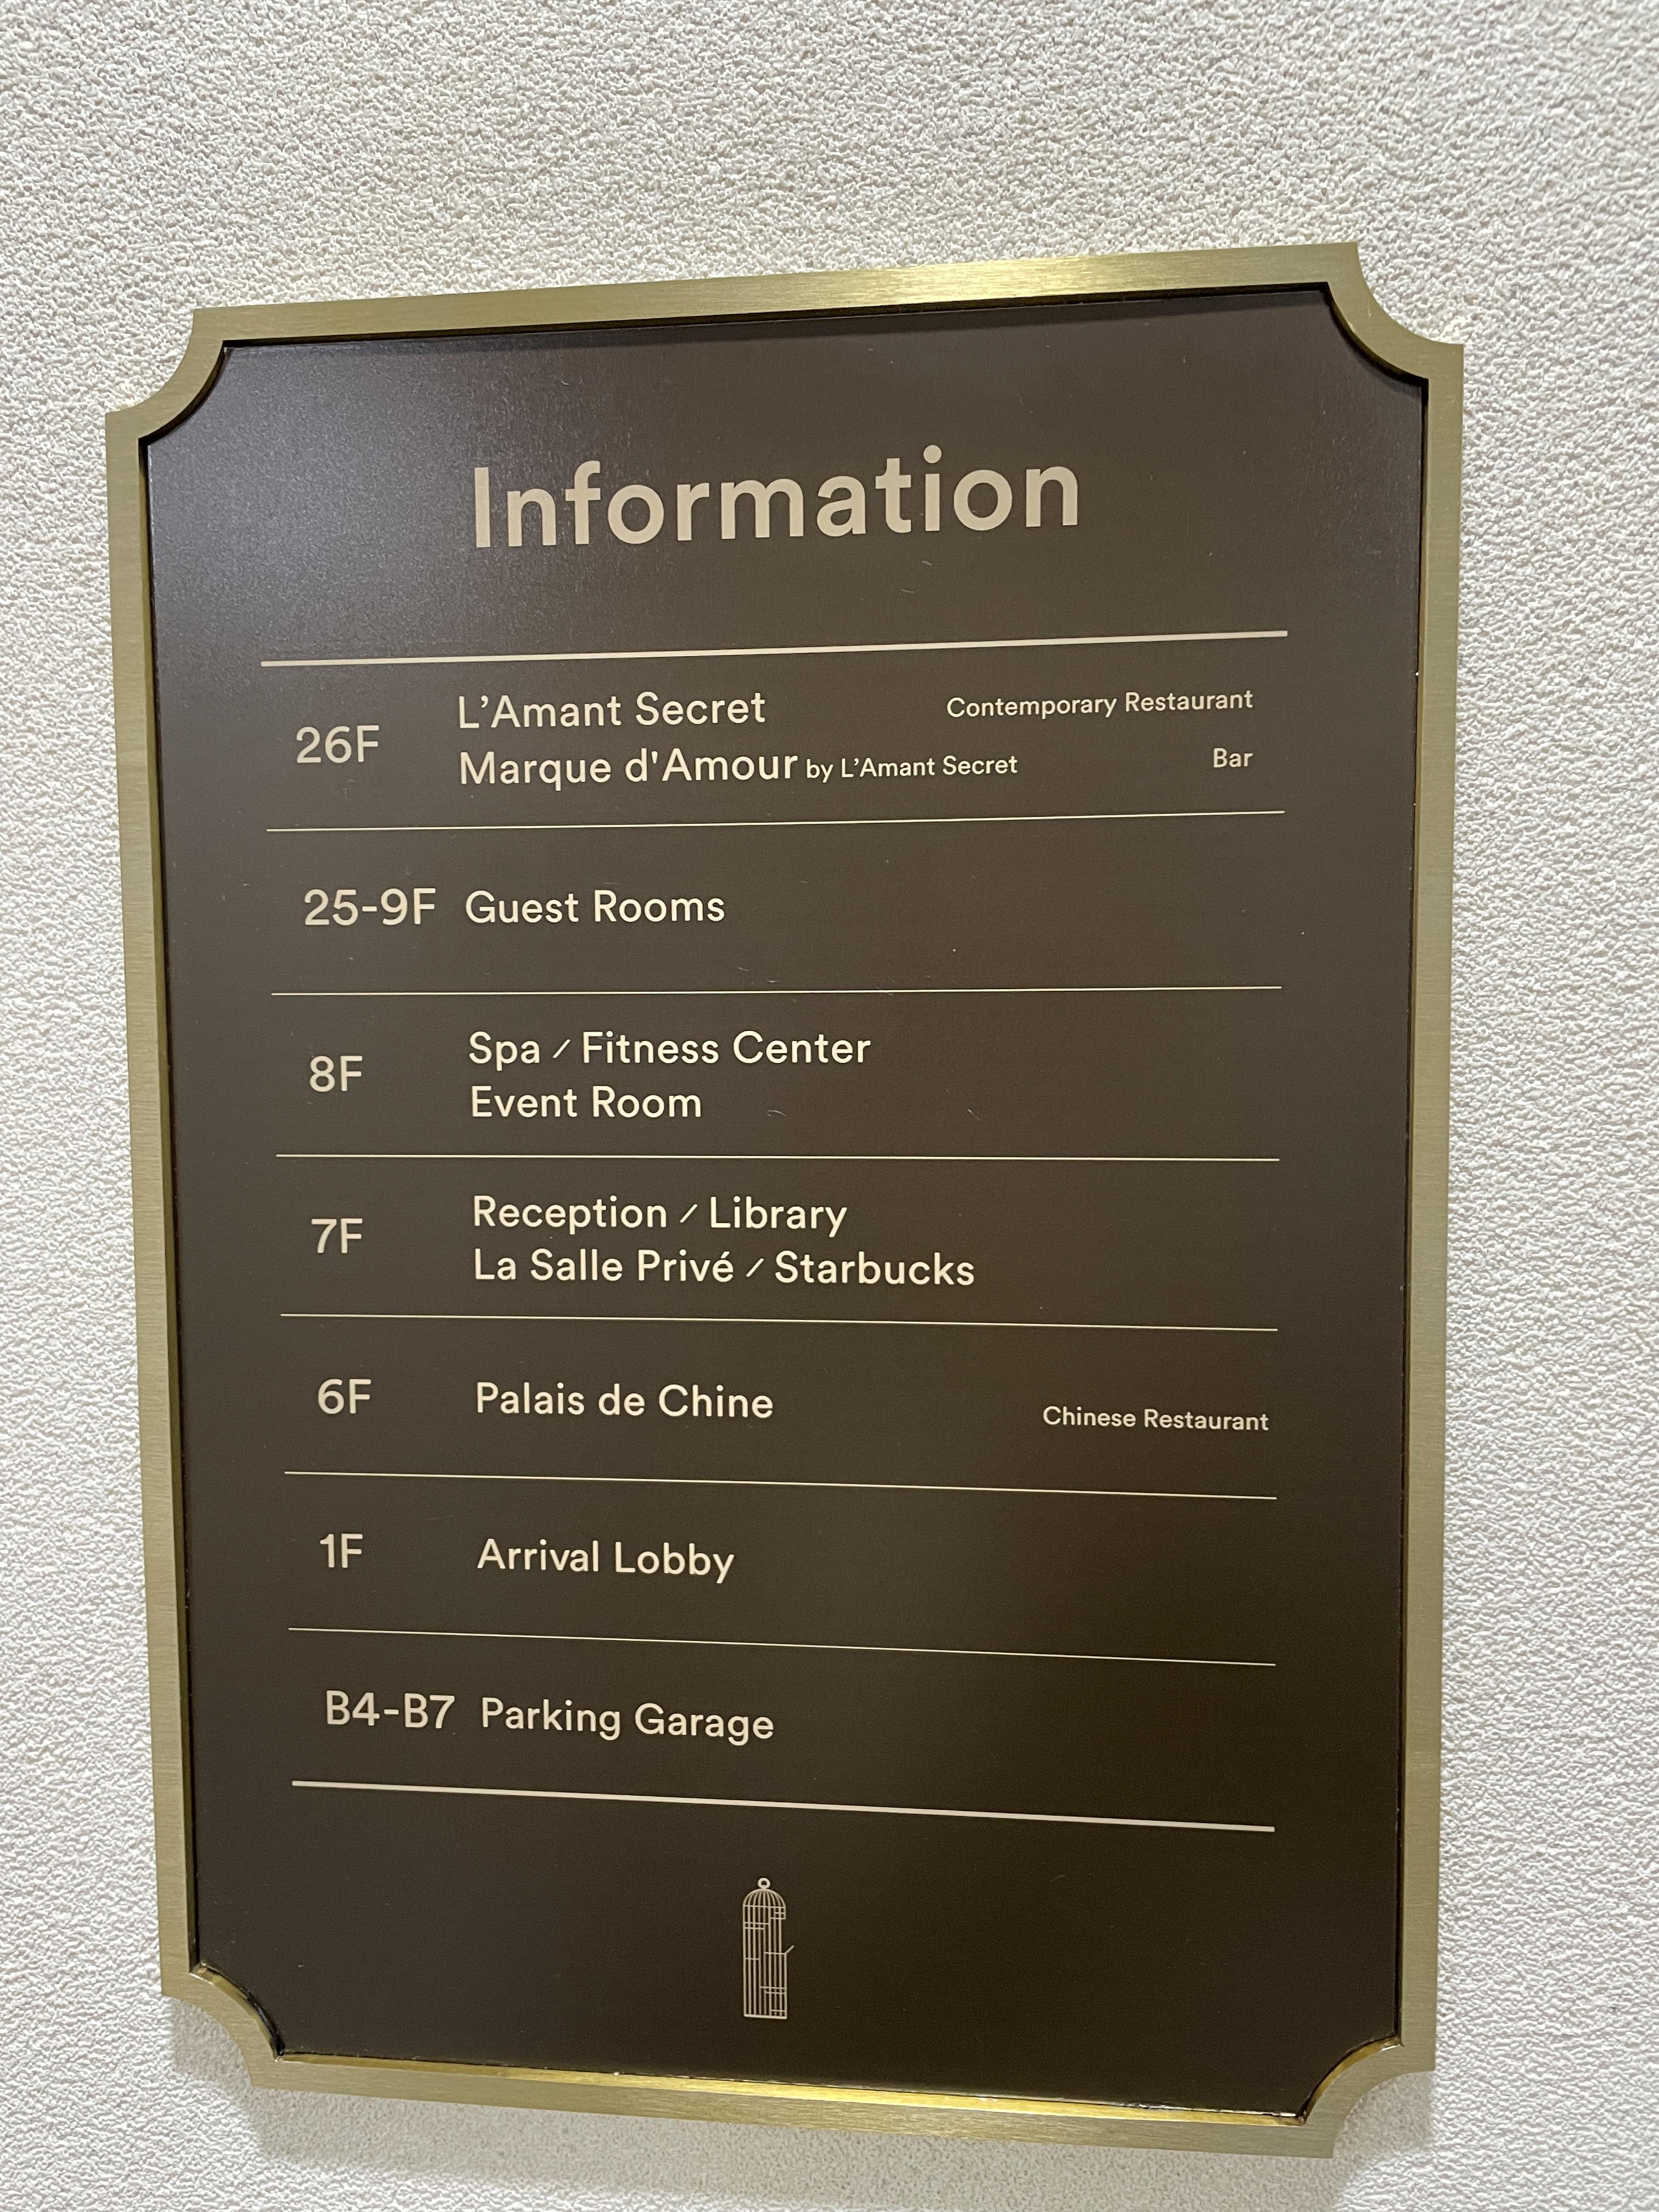 Information
26F
L’Amant Secret Contemporary Restaurant
Marque d'Amour by L’Amant Secret Bar
25-9F Guest Rooms
8F
Spa / Fitness Center
Event Room
7F
Reception / Library
La Salle Privé / Starbucks
6F Palais de Chine Chinese Restaurant
1F Arrival Lobby
B4-B7 Parking Garage